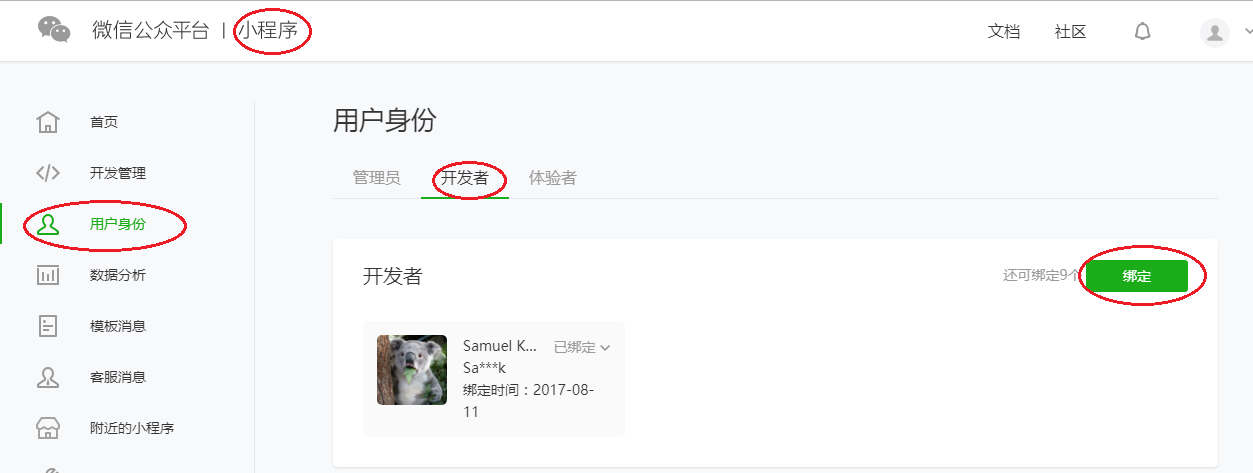 微信公众平台 | 小程序
文档
社区
首页
开发管理
用户身份
数据分析
模板消息
客服消息
附近的小程序
用户身份
管理员
开发者
体验者
开发者
还可绑定9个
绑定
Samuel K...
已绑定
Sa***k
绑定时间：2017-08-
11